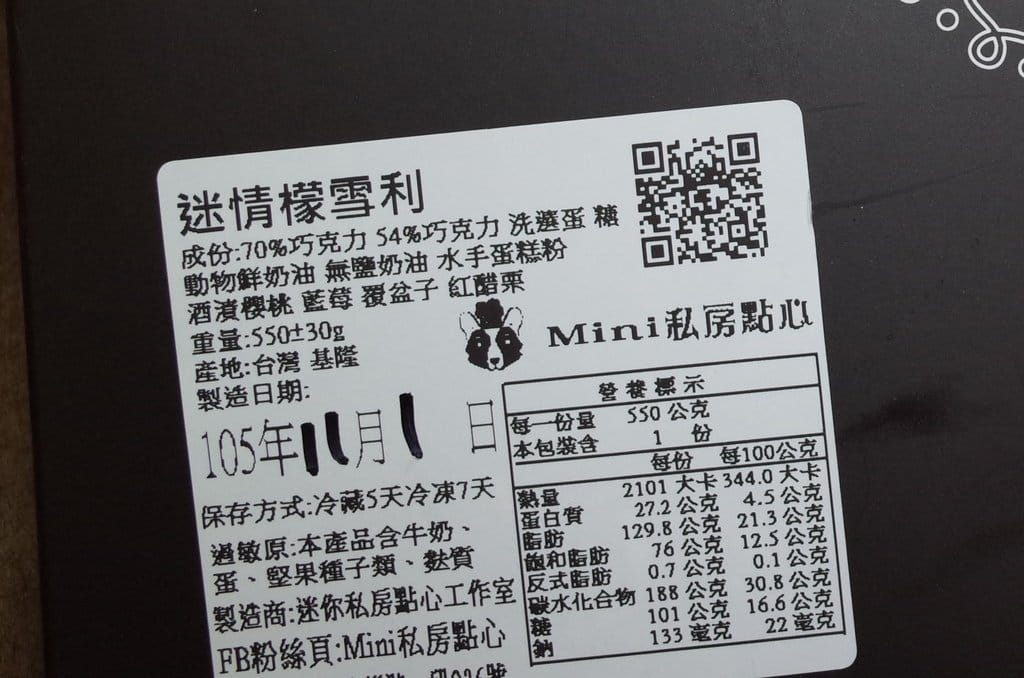 迷情檬雪利
成份:70%巧克力 54%巧克力 洗選蛋 糖
動物鮮奶油 無鹽奶油 水手蛋糕粉
酒漬櫻桃 藍莓 覆盆子 紅醋栗
重量:550±30g
產地:台灣 基隆
製造日期:
105年11月1日
保存方式:冷藏5天冷凍7天
過敏原:本產品含牛奶、
蛋、堅果種子類、麩質
製造商:迷你私房點心工作室
FB粉絲頁:Mini私房點心
Mini私房點心
營養標示
每一份量 550 公克
本包裝含 1 份
每份 每100公克
熱量 2101 大卡 344.0 大卡
蛋白質 27.2 公克 4.5 公克
脂肪 129.8 公克 21.3 公克
飽和脂肪 76 公克 12.5 公克
反式脂肪 0.7 公克 0.1 公克
碳水化合物 188 公克 30.8 公克
糖 101 公克 16.6 公克
鈉 133 毫克 22 毫克